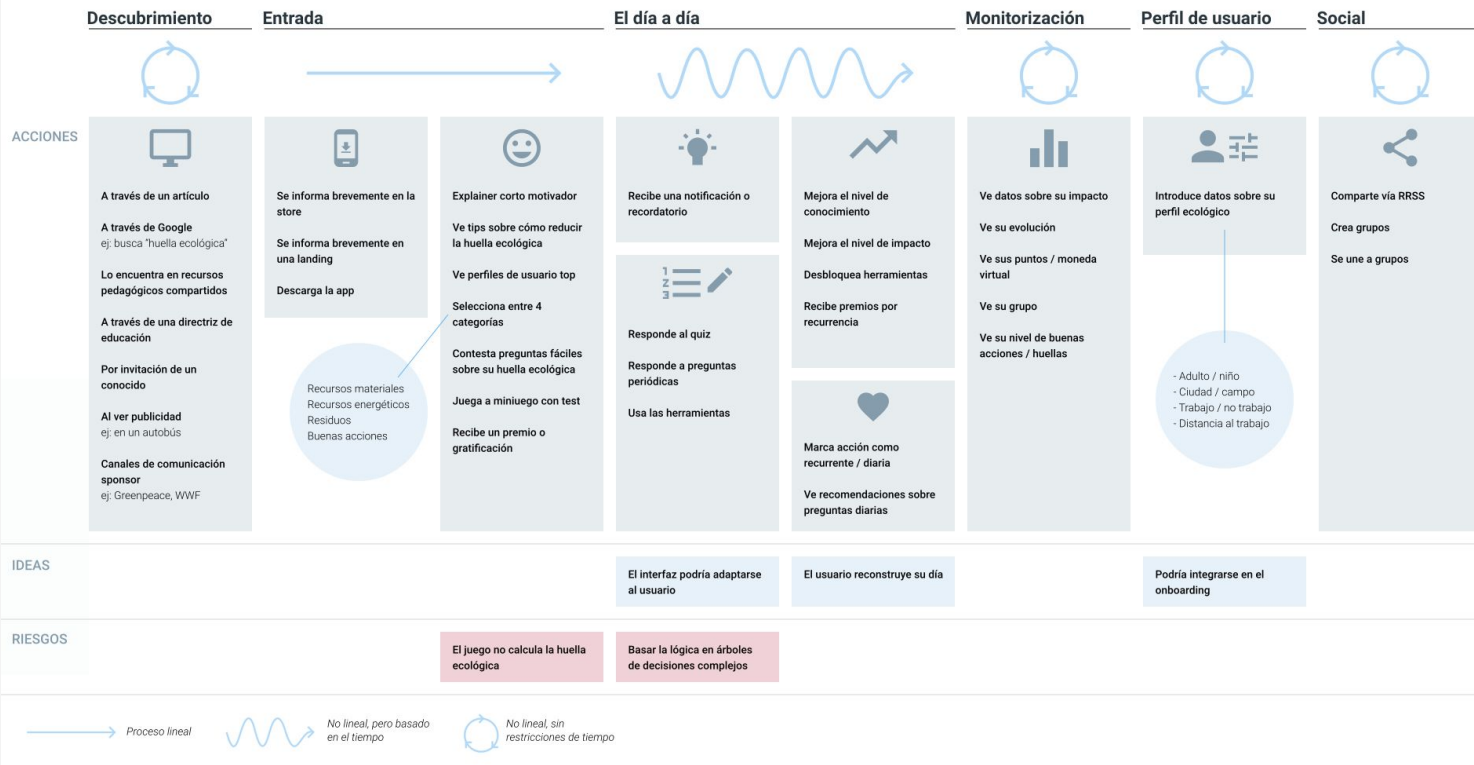 Descubrimiento
Entrada
El día a día
Monitorización
Perfil de usuario
Social
ACCIONES
A través de un artículo
A través de Google
ej: busca "huella ecológica"
Lo encuentra en recursos
pedagógicos compartidos
A través de una directriz de
educación
Por invitación de un
conocido
Al ver publicidad
ej: en un autobús
Canales de comunicación
sponsor
ej: Greenpeace, WWF
Se informa brevemente en la
store
Se informa brevemente en
una landing
Descarga la app
Recursos materiales
Recursos energéticos
Residuos
Buenas acciones
Explainer corto motivador
Ve tips sobre cómo reducir
la huella ecológica
Ve perfiles de usuario top
Selecciona entre 4
categorías
Contesta preguntas fáciles
sobre su huella ecológica
Juega a miniuego con test
Recibe un premio o
gratificación
Recibe una notificación o
recordatorio
1
2
3
Responde al quiz
Responde a preguntas
periódicas
Usa las herramientas
Mejora el nivel de
conocimiento
Mejora el nivel de impacto
Desbloquea herramientas
Recibe premios por
recurrencia
Marca acción como
recurrente / diaria
Ve recomendaciones sobre
preguntas diarias
Ve datos sobre su impacto
Ve su evolución
Ve sus puntos / moneda
virtual
Ve su grupo
Ve su nivel de buenas
acciones / huellas
Introduce datos sobre su
perfil ecológico
- Adulto / niño
- Ciudad / campo
- Trabajo / no trabajo
- Distancia al trabajo
Comparte vía RRSS
Crea grupos
Se une a grupos
IDEAS
El interfaz podría adaptarse
al usuario
El usuario reconstruye su día
Podría integrarse en el
onboarding
RIESGOS
El juego no calcula la huella
ecológica
Basar la lógica en árboles
de decisiones complejos
Proceso lineal
No lineal, pero basado
en el tiempo
No lineal, sin
restricciones de tiempo